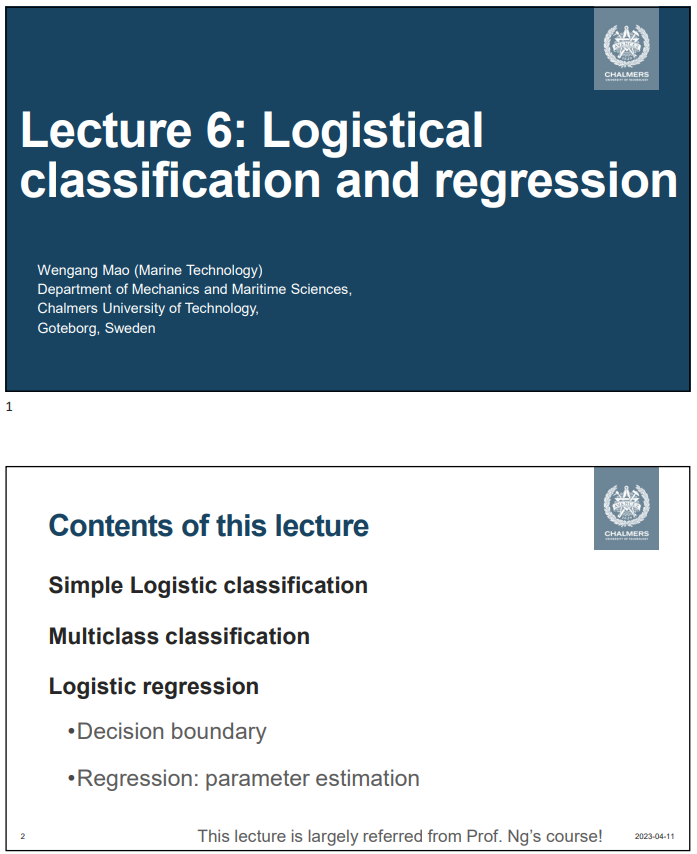 CHALMERS
UNIVERSITY OF TECHNOLOGY
Lecture 6: Logistical
classification and regression
Wengang Mao (Marine Technology)
Department of Mechanics and Maritime Sciences,
Chalmers University of Technology,
Goteborg, Sweden
1
CHALMERS
UNIVERSITY OF TECHNOLOGY
Contents of this lecture
Simple Logistic classification
Multiclass classification
Logistic regression
•Decision boundary
•Regression: parameter estimation
2
This lecture is largely referred from Prof. Ng’s course!
2023-04-11